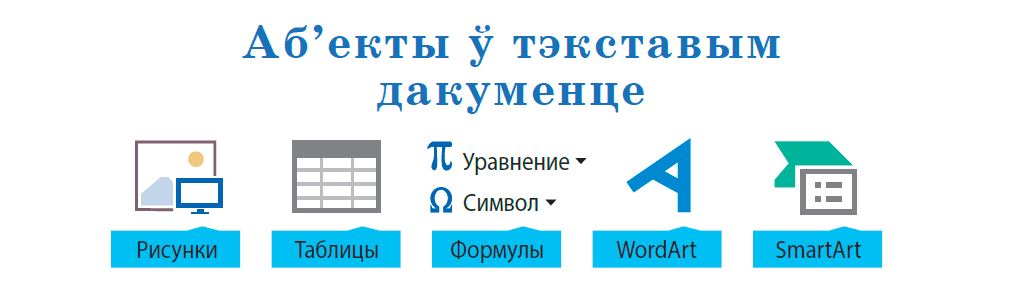 Аб’екты ў тэкставым
дакуменце
π Уравнение
Ω Символ
Рисунки
Таблицы
Формулы
WordArt
SmartArt